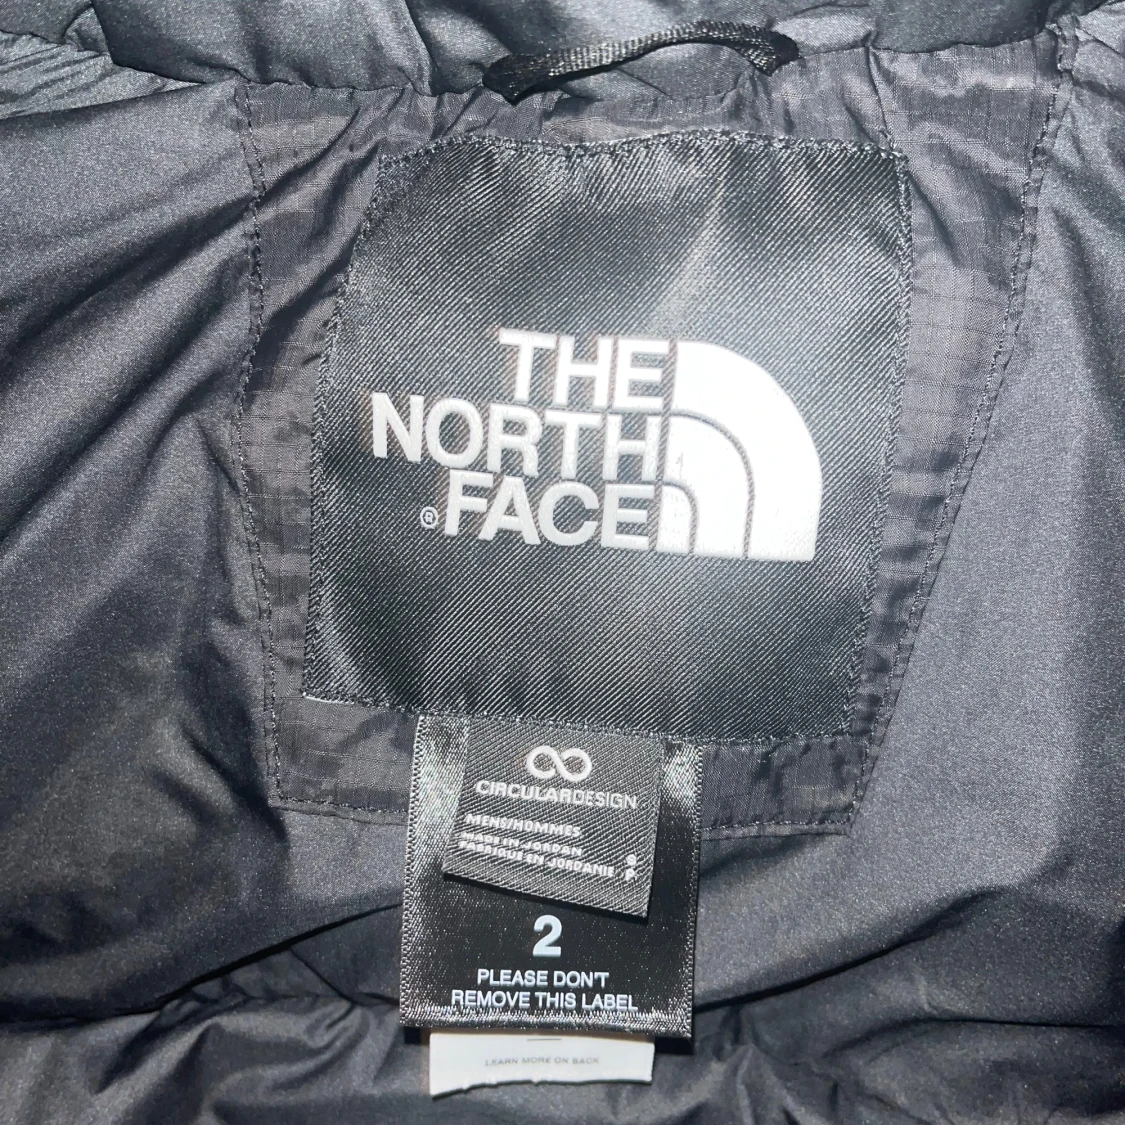 THE
NORTH
FACE
®
CIRCULARDESIGN
MENS/HOMMES
MADE IN JORDAN
FABRIQUE EN JORDANIE
S
P
2
PLEASE DON'T
REMOVE THIS LABEL
LEARN MORE ON BACK